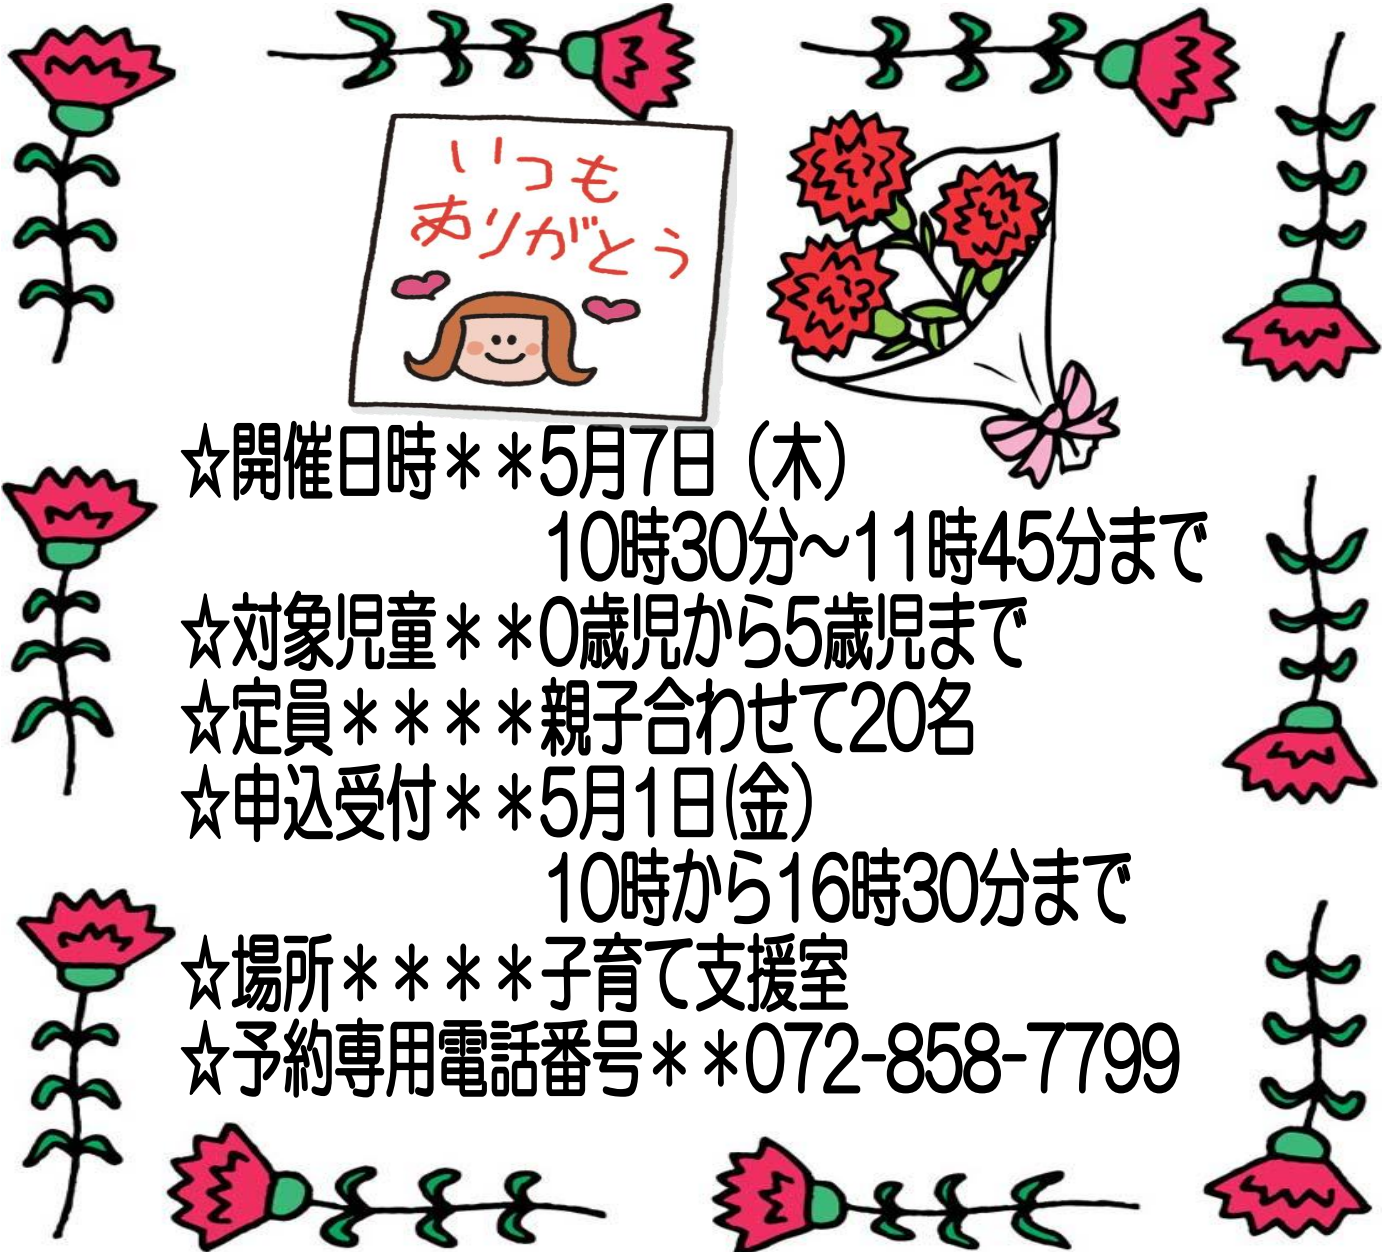 いつも
ありがとう
☆開催日時＊＊5月7日（木）
10時30分～11時45分まで
☆対象児童＊＊0歳児から5歳児まで
☆定員＊＊＊＊親子合わせて20名
☆申込受付＊＊5月1日(金）
10時から16時30分まで
☆場所＊＊＊＊子育て支援室
☆予約専用電話番号＊＊072-858-7799